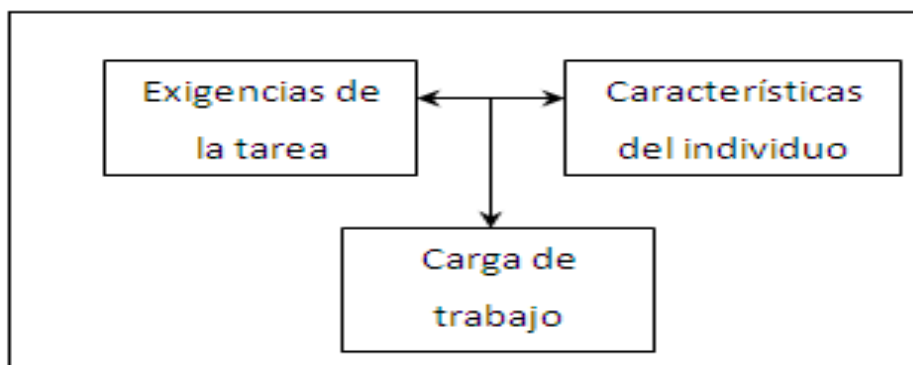 Exigencias de
la tarea
Características
del individuo
Carga de
trabajo